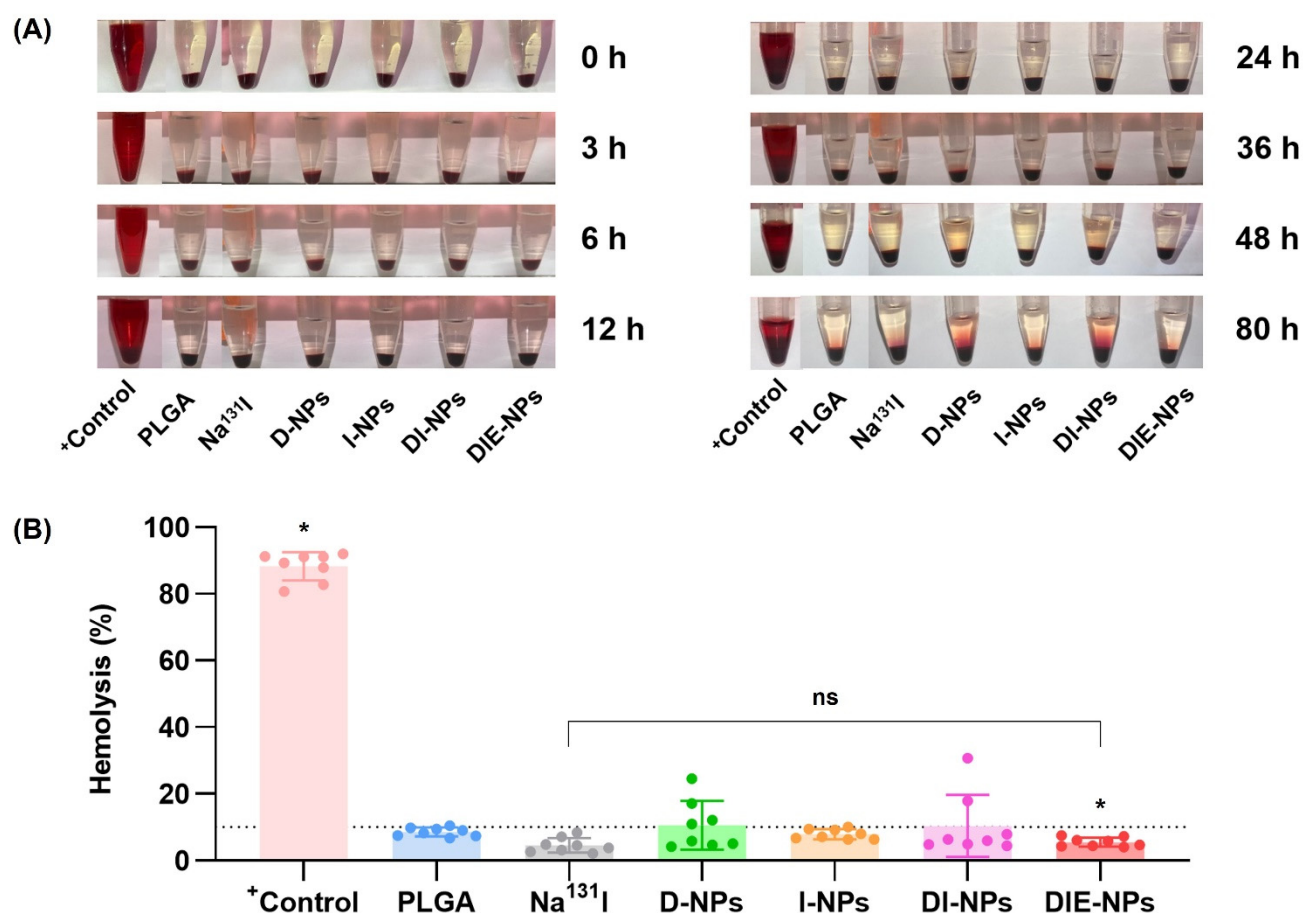 (A)
0 h
3 h
6 h
12 h
+Control PLGA Na131I D-NPs I-NPs DI-NPs DIE-NPs
24 h
36 h
48 h
80 h
+Control PLGA Na131I D-NPs I-NPs DI-NPs DIE-NPs
(B)
Hemolysis (%)
100
80
60
40
20
0
*
ns
*
+Control PLGA Na131I D-NPs I-NPs DI-NPs DIE-NPs